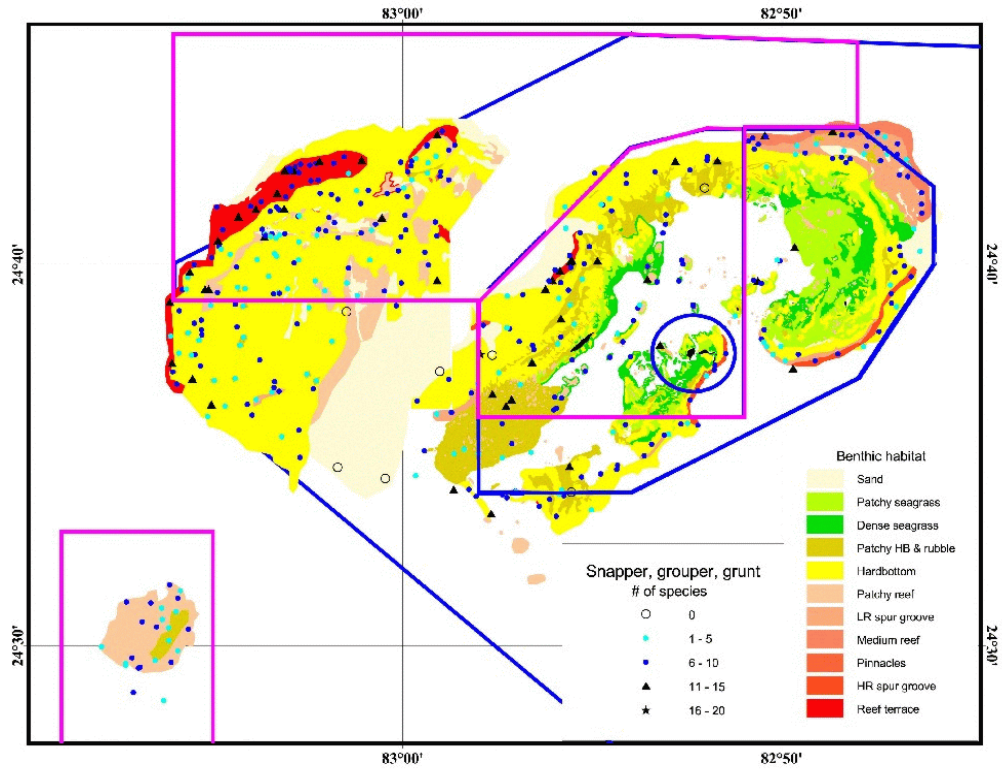 83°00'
82°50'
24°40'
24°40'
Benthic habitat
Sand
Patchy seagrass
Dense seagrass
Patchy HB & rubble
Hardbottom
Patchy reef
LR spur groove
Medium reef
Pinnacles
HR spur groove
Reef terrace
Snapper, grouper, grunt
# of species
0
1 - 5
6 - 10
11 - 15
16 - 20
24°30'
24°30'
83°00'
82°50'